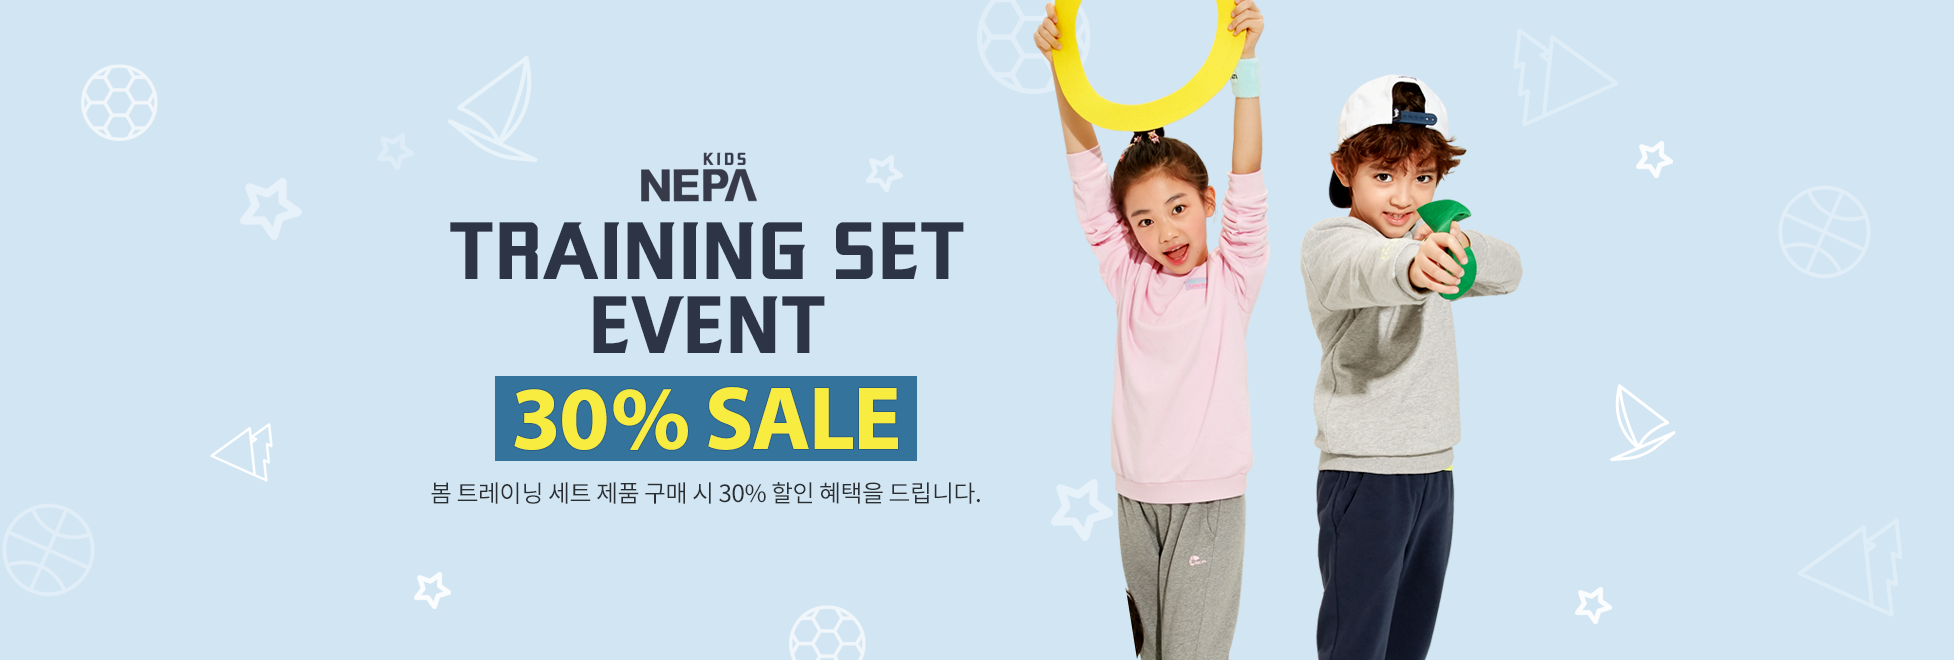 KIDS
NEPA
TRAINING SET
EVENT
30% SALE
봄 트레이닝 세트 제품 구매 시 30% 할인 혜택을 드립니다.